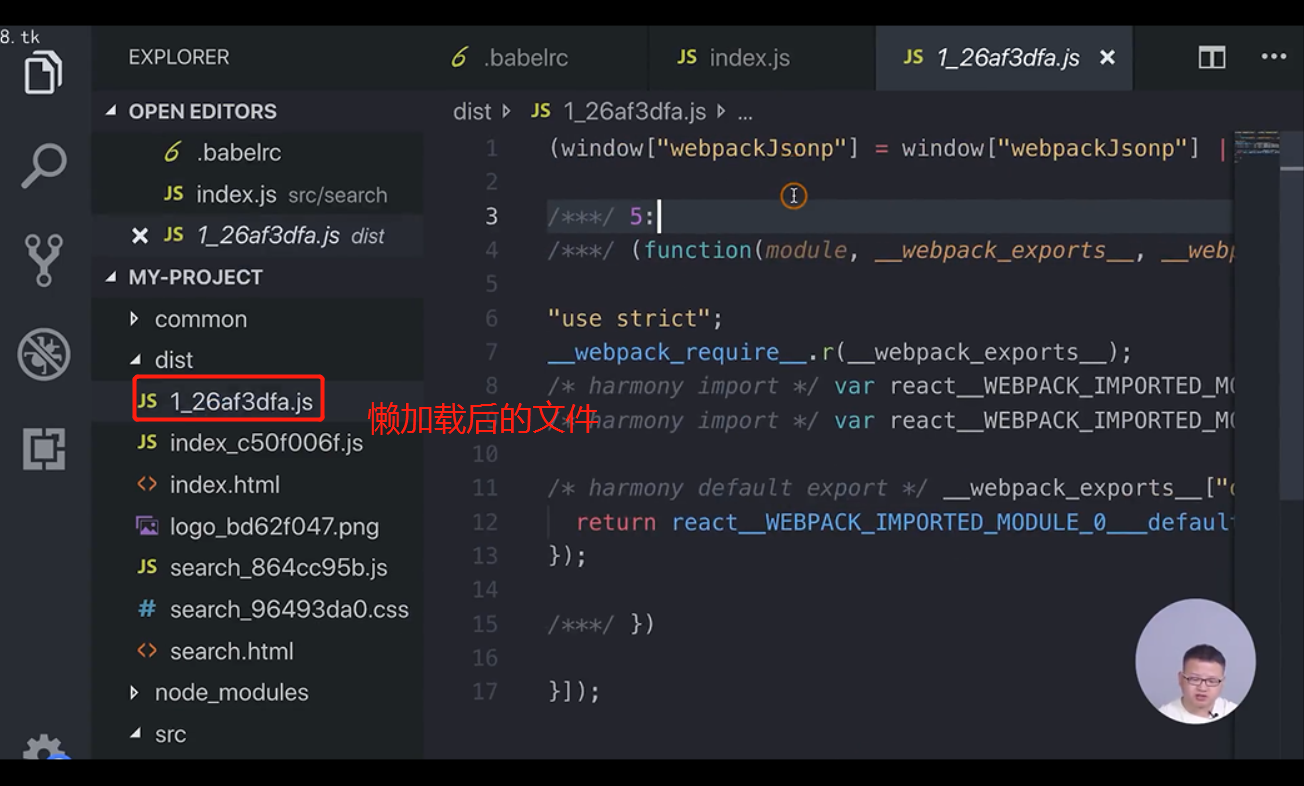 8. tk
EXPLORER
.babelrc
JS index.js
JS 1_26af3dfa.js
OPEN EDITORS
.babelrc
JS index.js src/search
JS 1_26af3dfa.js dist
MY-PROJECT
common
dist
JS 1_26af3dfa.js
懒加载后的文件
JS index_c50f006f.js
<> index.html
logo_bd62f047.png
JS search_864cc95b.js
# search_96493da0.css
<> search.html
node_modules
src
dist JS 1_26af3dfa.js ...
1 (window["webpackJsonp"] = window["webpackJsonp"] |
2
3 /***/ 5:
4 /***/ (function(module, __webpack_exports__, __webp
5
6 "use strict";
7 __webpack_require__.r(__webpack_exports__);
8 /* harmony import */ var react__WEBPACK_IMPORTED_MO
* harmony import */ var react__WEBPACK_IMPORTED_MO
10
11 /* harmony default export */ __webpack_exports__["d
12 return react__WEBPACK_IMPORTED_MODULE_0___default
13 });
14
15 /***/ })
16
17 }]);